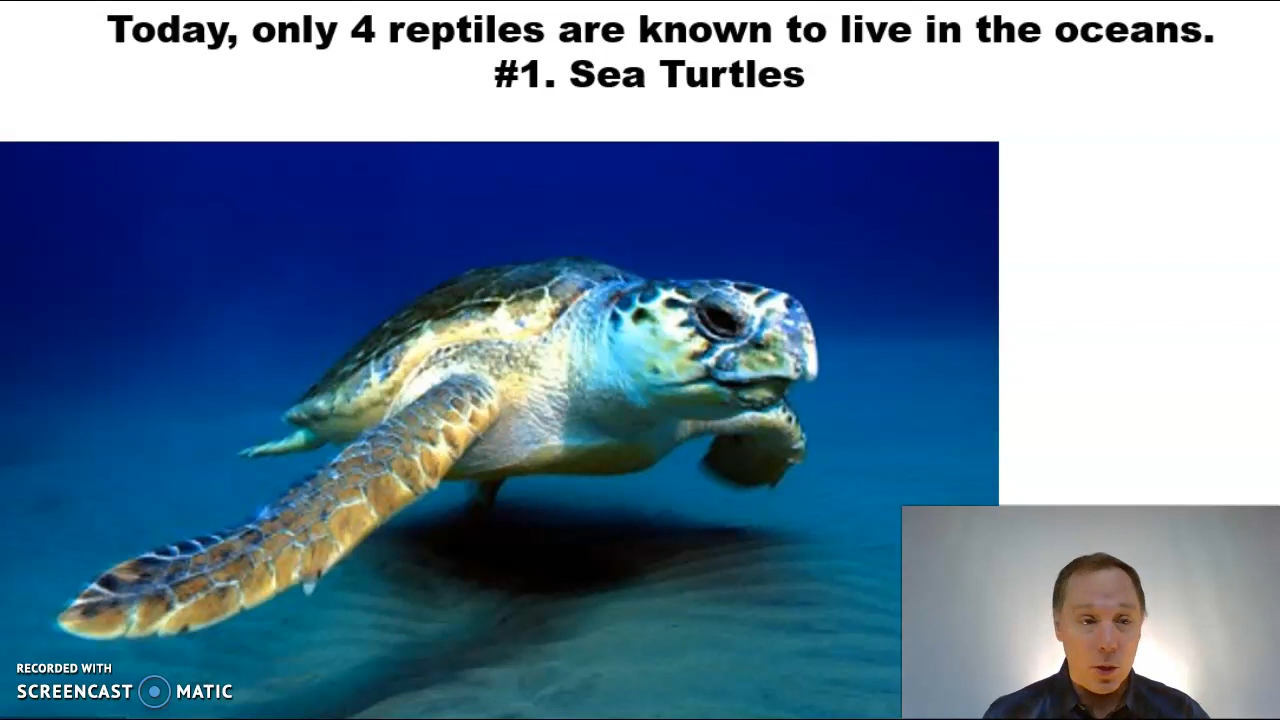 Today, only 4 reptiles are known to live in the oceans.
#1. Sea Turtles
RECORDED WITH
SCREENCAST MATIC